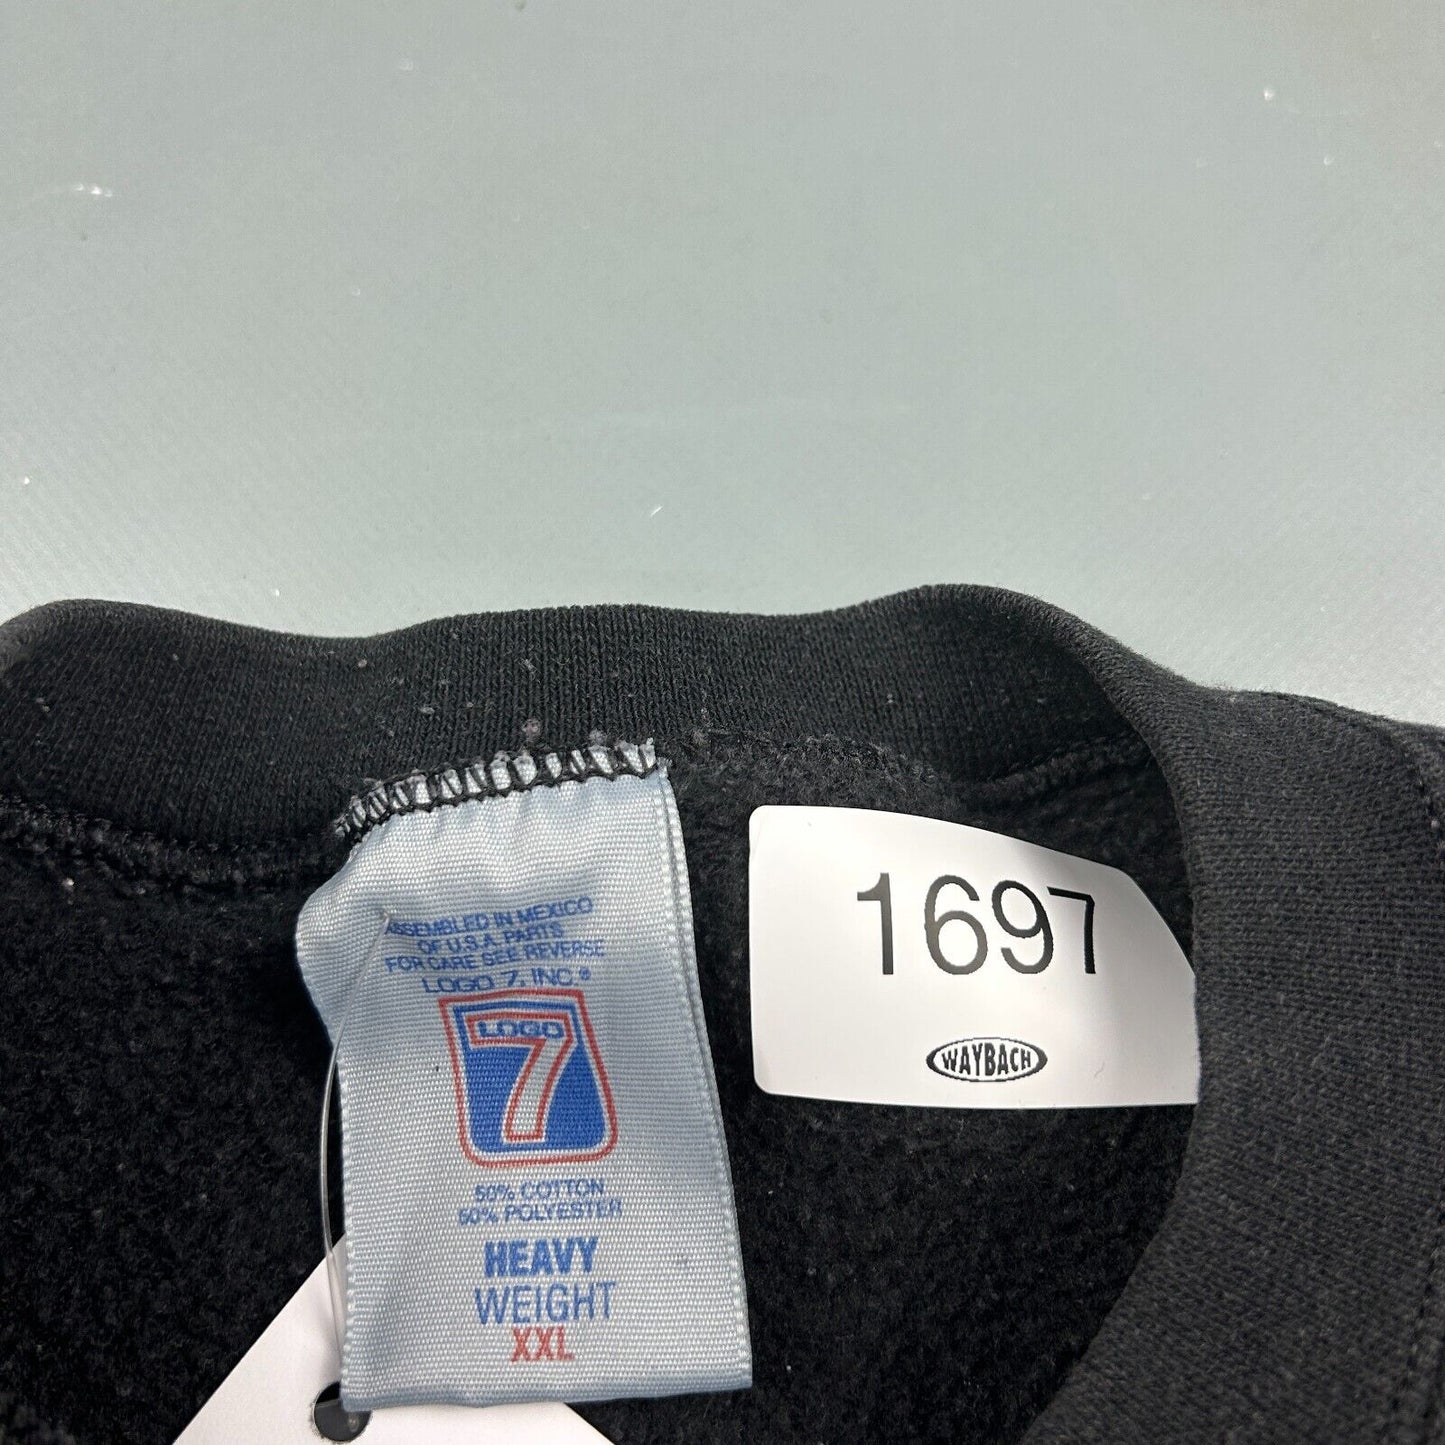 ASSEMBLED IN MEXICO
OF U.S.A. PARTS
FOR CARE SEE REVERSE
LOGO 7, INC.®
LOGO
7
50% COTTON
50% POLYESTER
HEAVY
WEIGHT
XXL
1697
WAYBACH